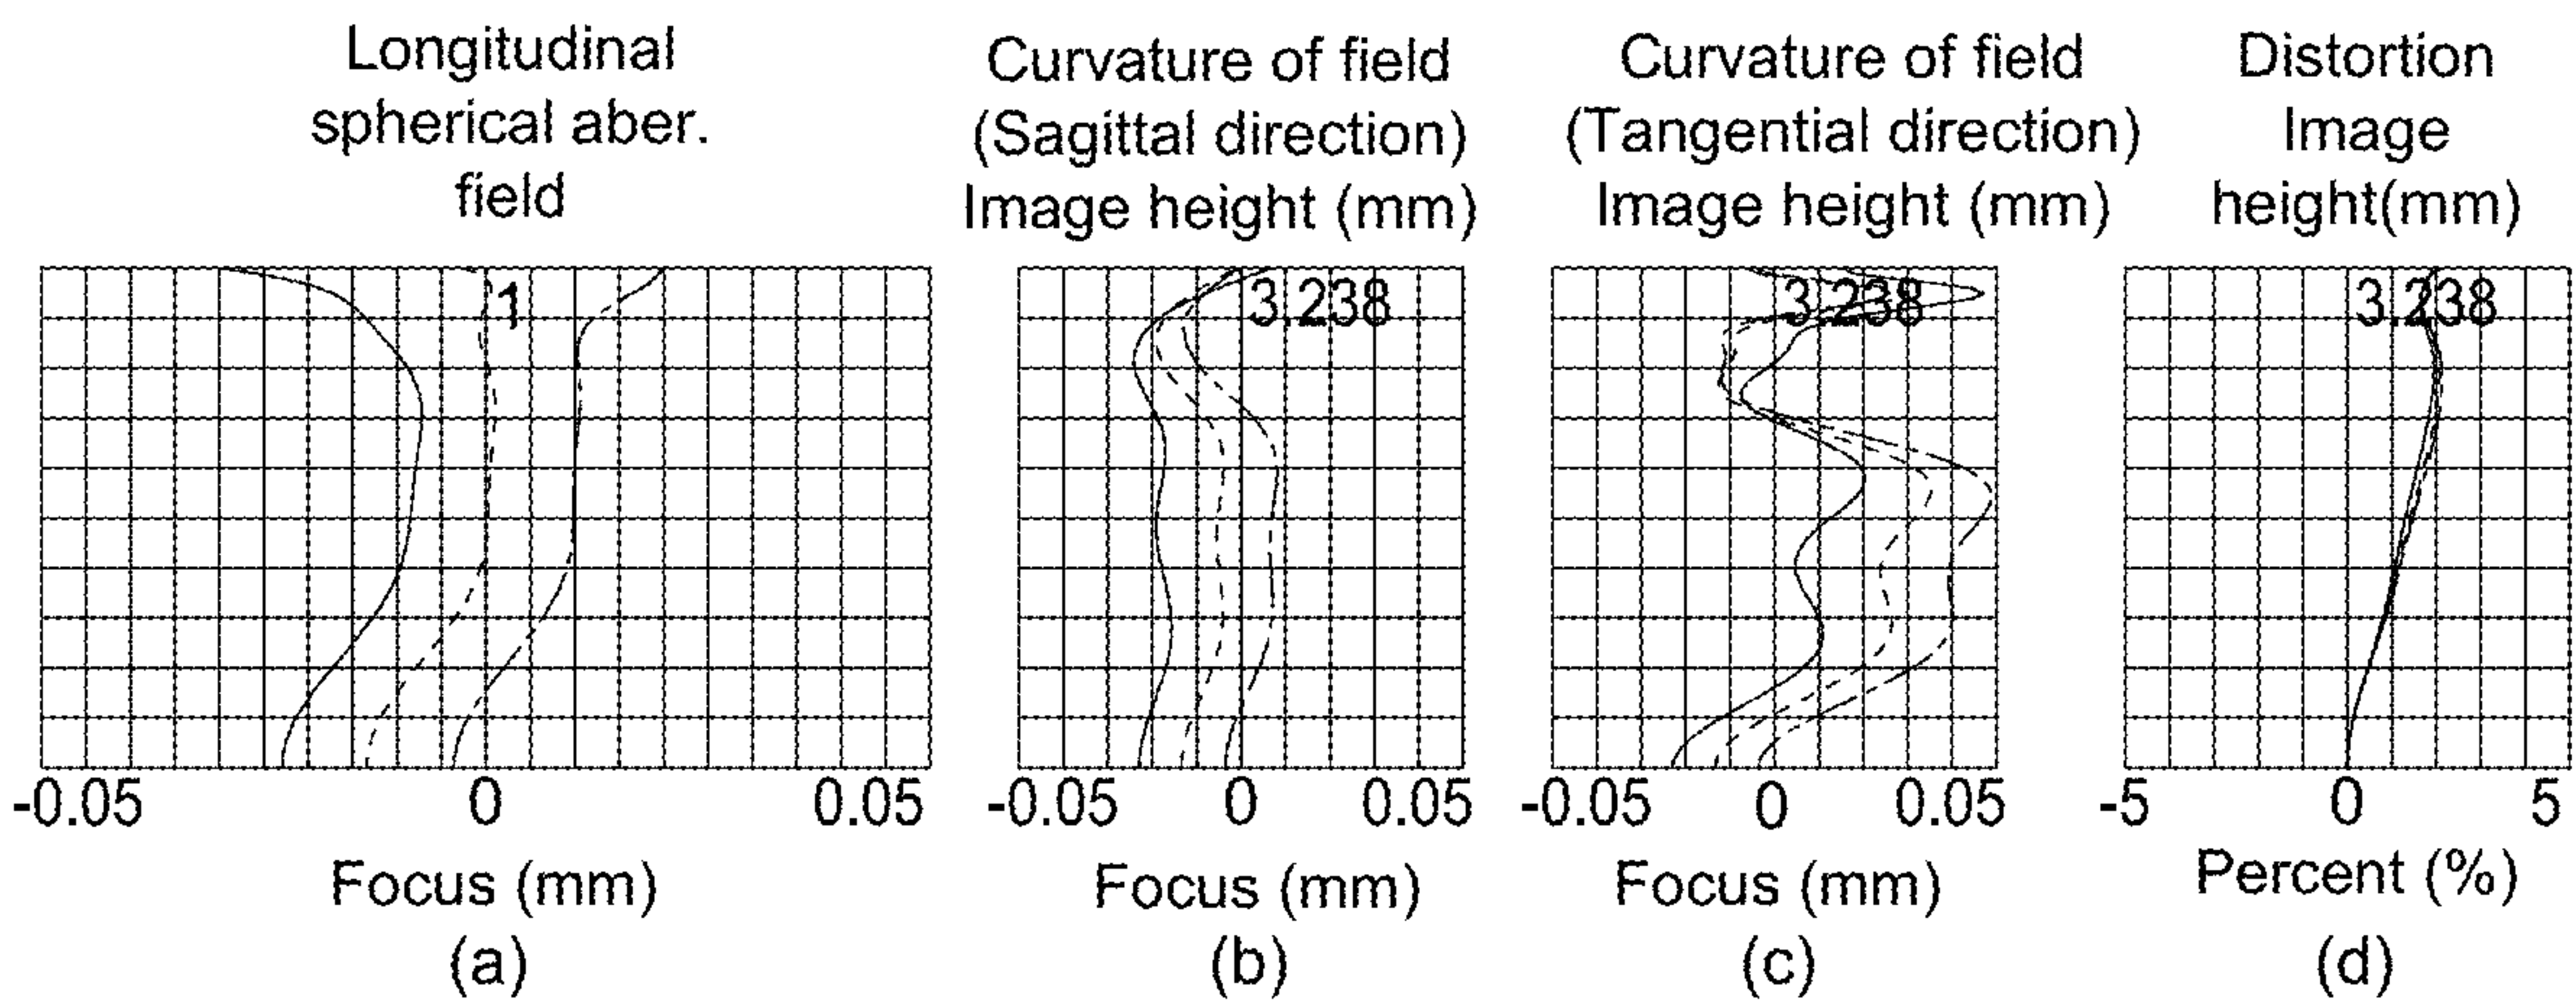 Longitudinal
spherical aber.
field
1
-0.05 0 0.05
Focus (mm)
(a)
Curvature of field
(Sagittal direction)
Image height (mm)
3.238
-0.05 0 0.05
Focus (mm)
(b)
Curvature of field
(Tangential direction)
Image height (mm)
3.238
-0.05 0 0.05
Focus (mm)
(c)
Distortion
Image
height(mm)
3.238
-5 0 5
Percent (%)
(d)